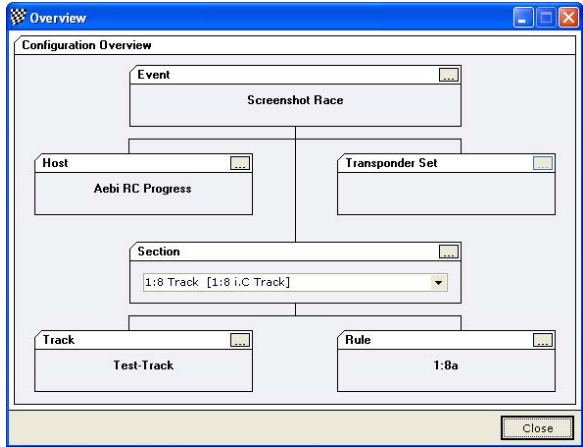 Overview
Configuration Overview
Event ...
Screenshot Race
Host ...
Aebi RC Progress
Transponder Set ...
Section ...
1:8 Track [1:8 i.C Track]
Track ...
Test-Track
Rule ...
1:8a
Close